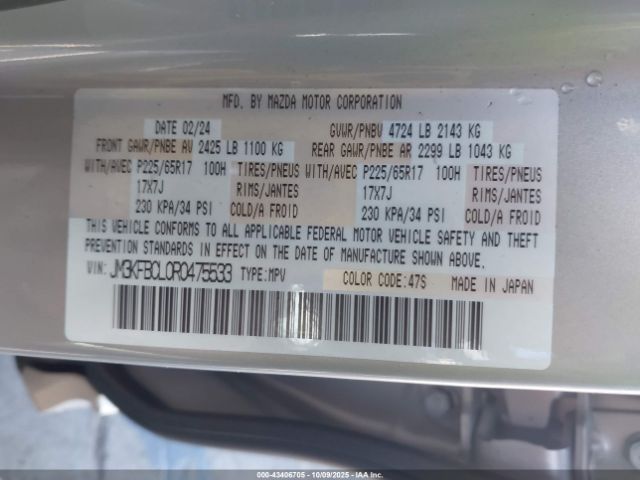 MFD. BY MAZDA MOTOR CORPORATION
DATE 02/24 GVWR/PNBV 4724 LB 2143 KG
FRONT GAWR/PNBE AV 2425 LB 1100 KG REAR GAWR/PNBE AR 2299 LB 1043 KG
WITH/AVEC P225/65R17 100H TIRES/PNEUS WITH/AVEC P225/65R17 100H TIRES/PNEUS
17X7J RIMS/JANTES 17X7J RIMS/JANTES
230 KPA/34 PSI COLD/A FROID 230 KPA/34 PSI COLD/A FROID
THIS VEHICLE CONFORMS TO ALL APPLICABLE FEDERAL MOTOR VEHICLE SAFETY AND THEFT
PREVENTION STANDARDS IN EFFECT ON THE DATE OF MANUFACTURE SHOWN ABOVE.
VIN: JM3KFBCL0R0475533 TYPE:MPV COLOR CODE:47S MADE IN JAPAN
000-43406705 - 10/09/2025 - IAA, Inc.